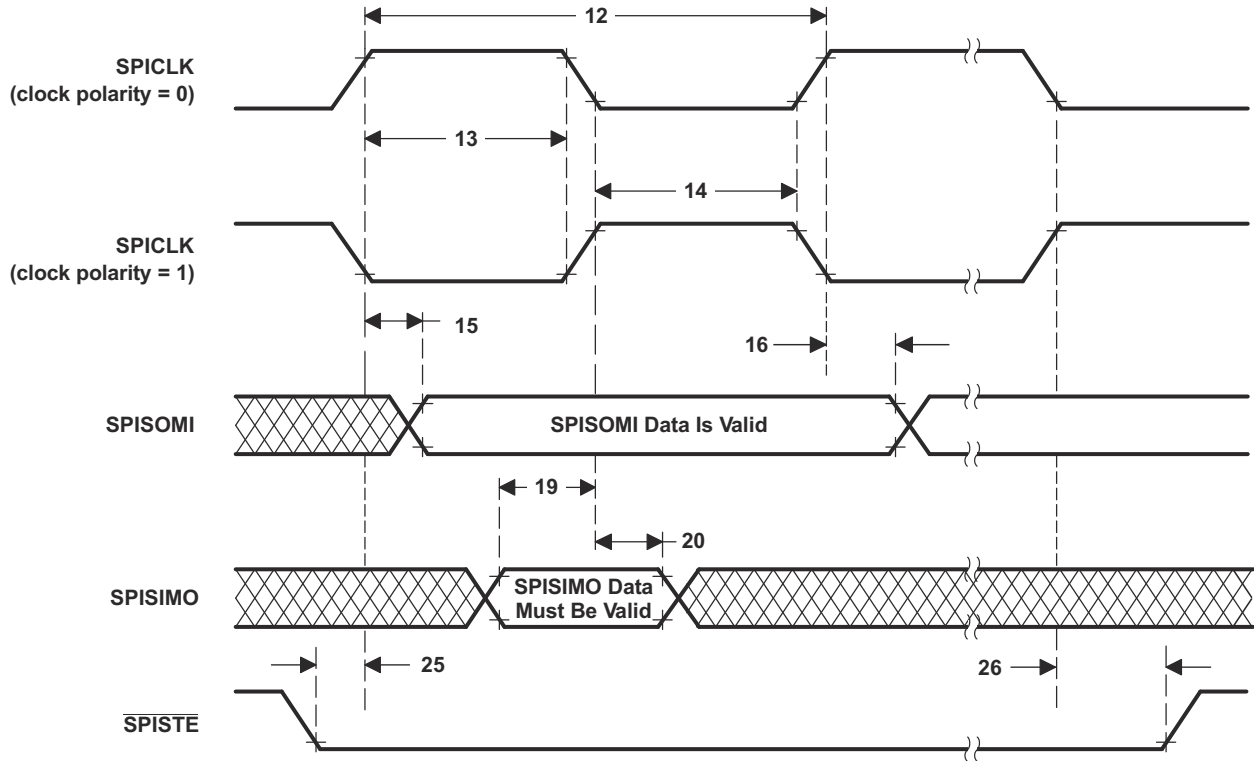 12
SPICLK
(clock polarity = 0)
13
14
SPICLK
(clock polarity = 1)
15
16
SPISOMI
SPISOMI Data Is Valid
19
20
SPISIMO
SPISIMO Data
Must Be Valid
25
26
SPISTE